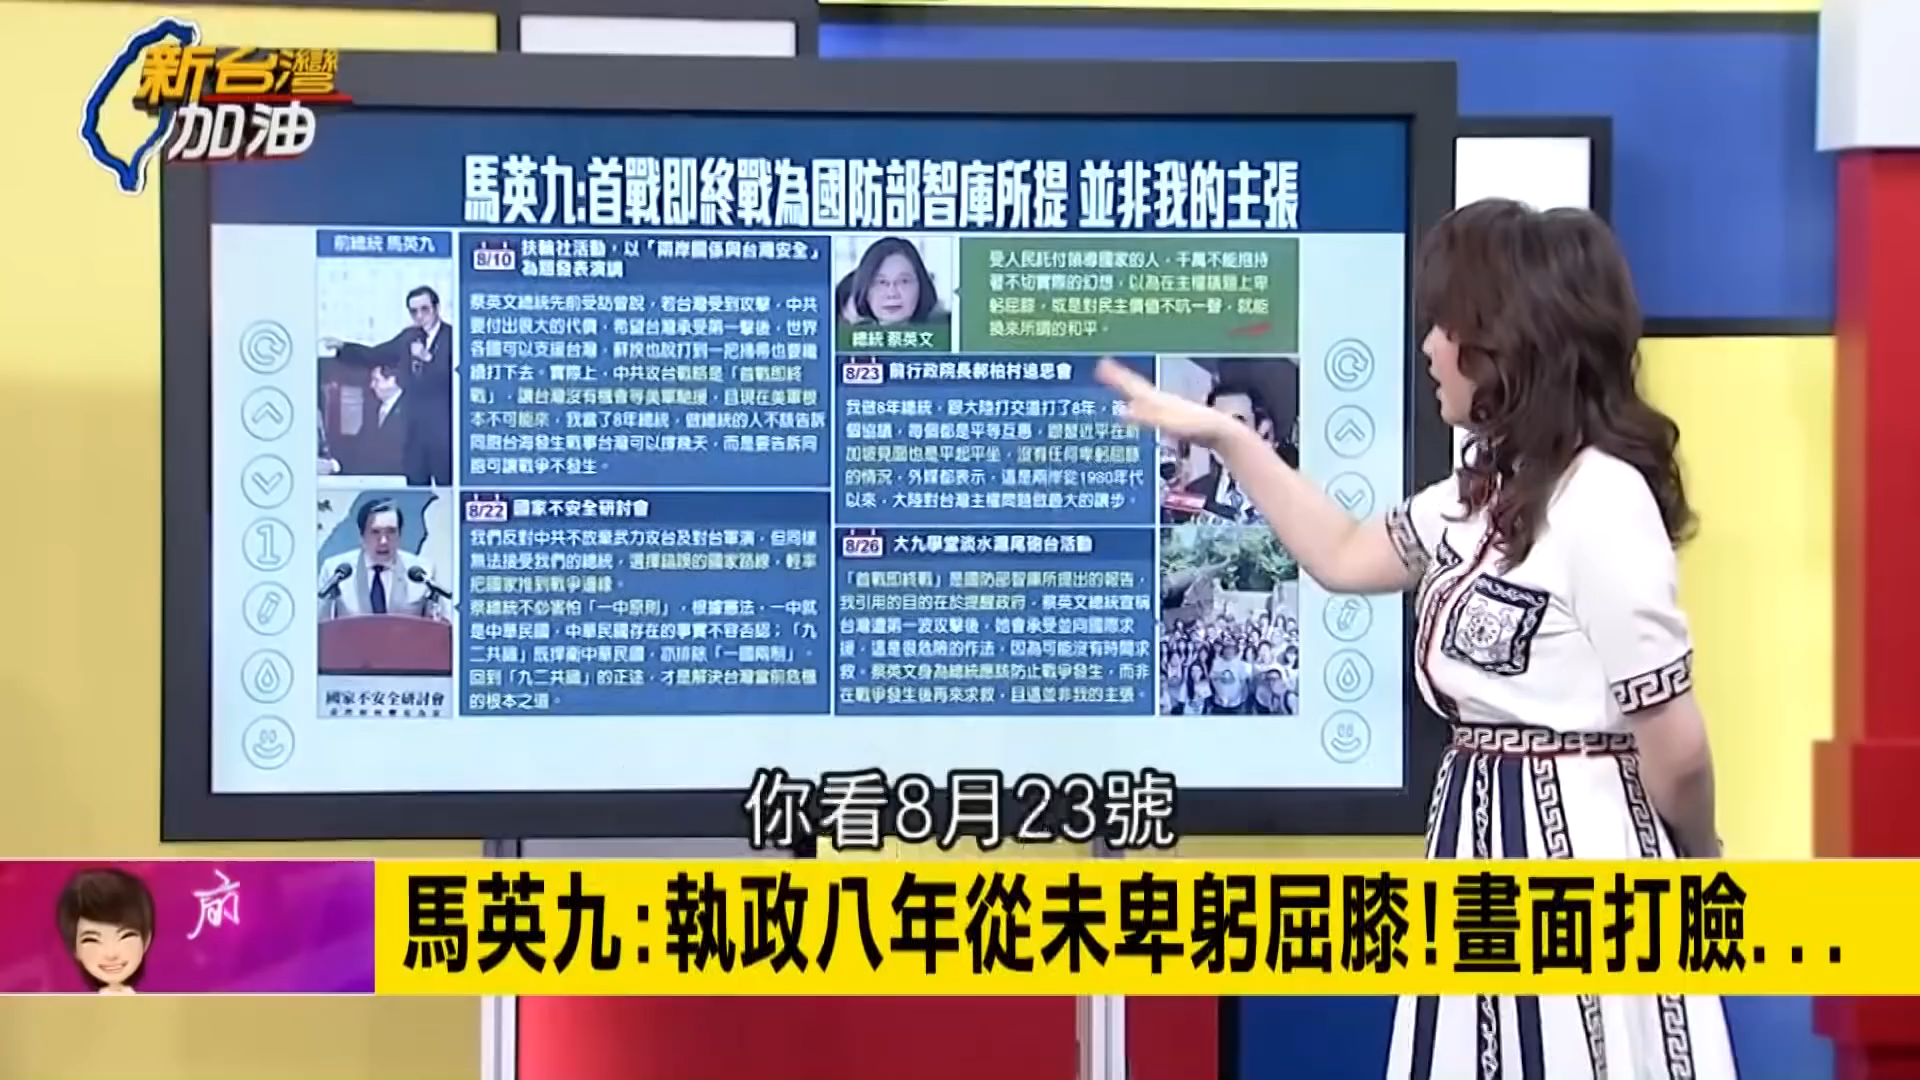 新台灣
加油
馬英九:首戰即終戰為國防部智庫所提 並非我的主張
前總統 馬英九
8/10
扶輪社活動，以「兩岸關係與台灣安全」
為題發表演講
蔡英文總統先前受訪曾說，若台灣受到攻擊，中共
要付出很大的代價，希望台灣承受第一擊後，世界
各國可以支援台灣，蘇揆也說打到一把掃帚也要繼
續打下去。實際上，中共攻台戰略是「首戰即終
戰」，讓台灣沒有機會等美軍馳援，且現在美軍根
本不可能來，我當了8年總統，做總統的人不該告訴
同胞台海發生戰事台灣可以撐幾天，而是要告訴同
胞可讓戰爭不發生。
8/22
國家不安全研討會
我們反對中共不放棄武力攻台及對台軍演，但同樣
無法接受我們的總統，選擇錯誤的國家路線，輕率
把國家推到戰爭邊緣。
蔡總統不必害怕「一中原則」，根據憲法，一中就
是中華民國，中華民國存在的事實不容否認；「九
二共識」既捍衛中華民國，亦排除「一國兩制」。
回到「九二共識」的正途，才是解決台灣當前危機
的根本之道。
國家不安全研討會
總統 蔡英文
受人民託付領導國家的人，千萬不能抱持
著不切實際的幻想，以為在主權議題上卑
躬屈膝，或是對民主價值不吭一聲，就能
換來所謂的和平。
8/23
前行政院長郝柏村追思會
我做8年總統，跟大陸打交道打了8年，簽
個協議，每個都是平等互惠，跟習近平在新
加坡見面也是平起平坐，沒有任何卑躬屈膝
的情況，外媒都表示，這是兩岸從1980年代
以來，大陸對台灣主權問題做最大的讓步。
8/26
大九學堂淡水滬尾砲台活動
「首戰即終戰」是國防部智庫所提出的報告，
我引用的目的在於提醒政府，蔡英文總統宣稱
台灣遭第一波攻擊後，她會承受並向國際求
援，這是很危險的作法，因為可能沒有時間求
救。蔡英文身為總統應該防止戰爭發生，而非
在戰爭發生後再來求救，且這並非我的主張。
你看8月23號
馬英九:執政八年從未卑躬屈膝!畫面打臉...